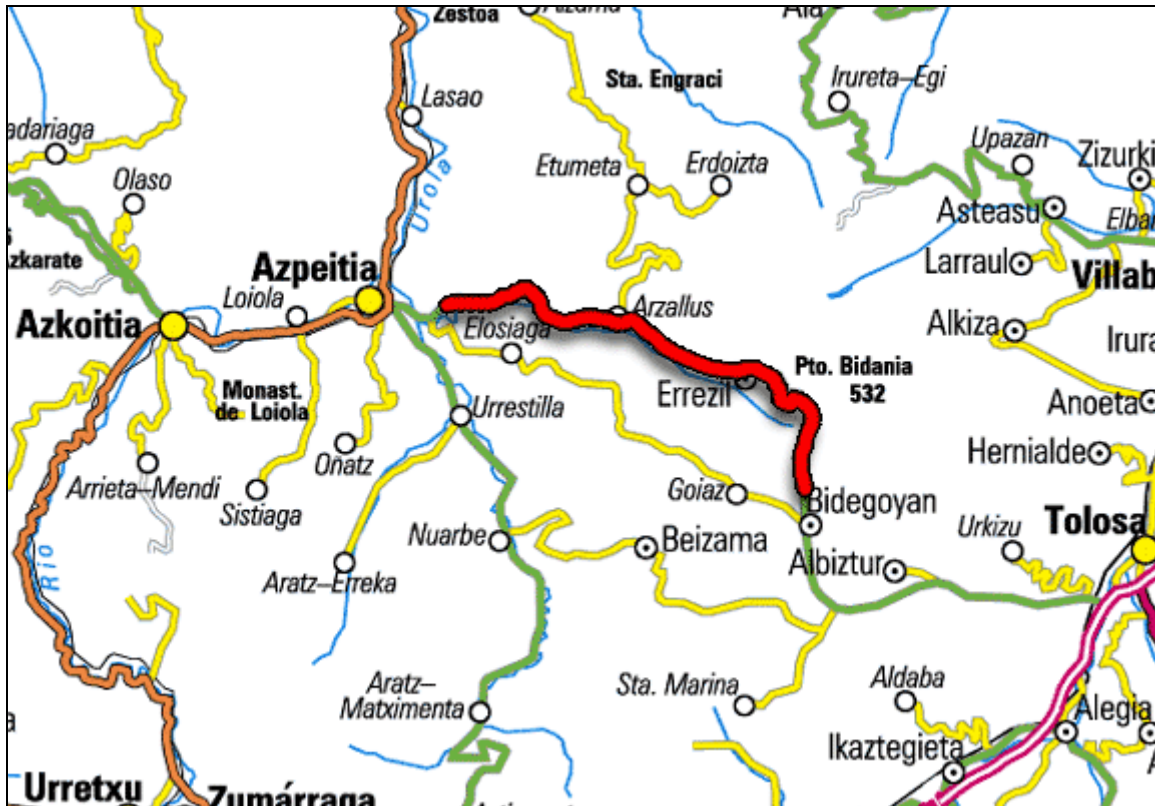 Zestoa
Aizarna
Aia
Lasao
Sta. Engraci
Irureta–Egi
adariaga
Olaso
Urola
Etumeta
Erdoizta
Upazan
Zizurki
Asteasu
Elbar
zkarate
Azpeitia
Larraul
Villab
Azkoitia
Loiola
Elosiaga
Arzallus
Alkiza
Irura
Monast.
de Loiola
Urrestilla
Errezil
Pto. Bidania
532
Anoeta
Hernialde
Arrieta–Mendi
Oñatz
Sistiaga
Goiaz
Bidegoyan
Nuarbe
Beizama
Urkizu
Tolosa
Albiztur
Río
Aratz–Erreka
Aratz–
Matximenta
Sta. Marina
Aldaba
Alegia
Ikaztegieta
Urretxu
Zumárraga